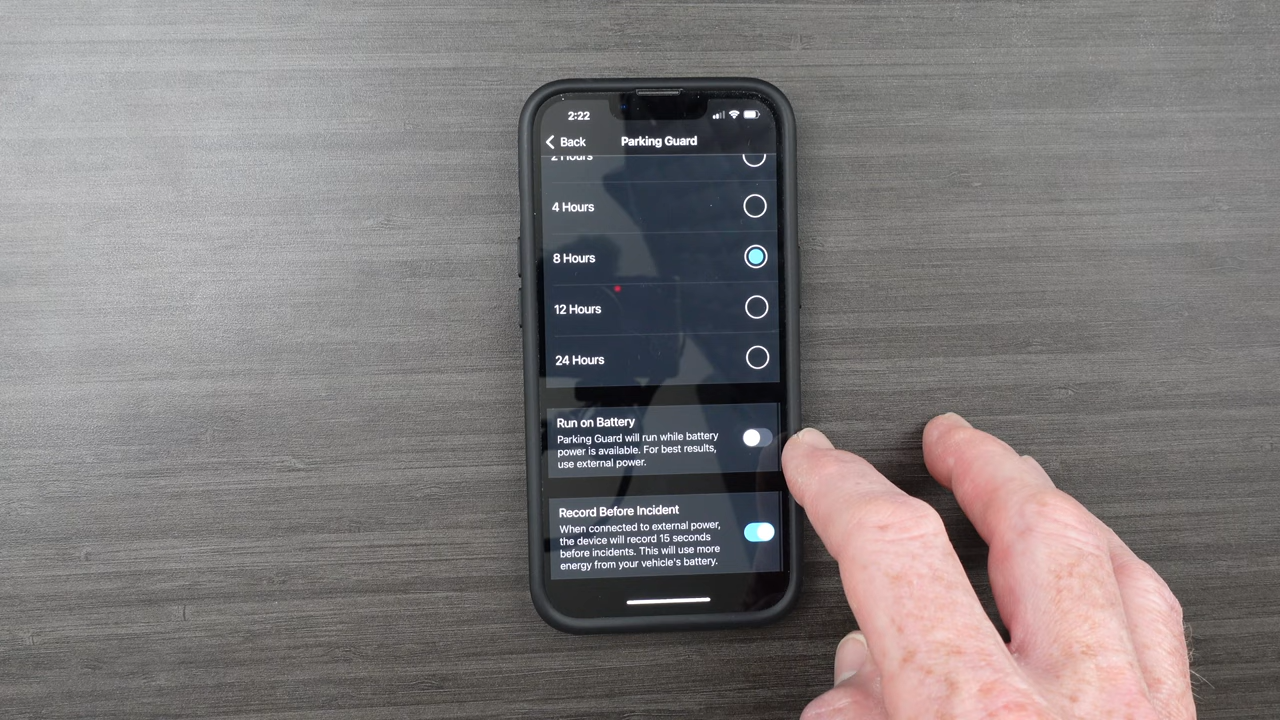 2:22
Back
Parking Guard
2 Hours
4 Hours
8 Hours
12 Hours
24 Hours
Run on Battery
Parking Guard will run while battery
power is available. For best results,
use external power.
Record Before Incident
When connected to external power,
the device will record 15 seconds
before incidents. This will use more
energy from your vehicle's battery.